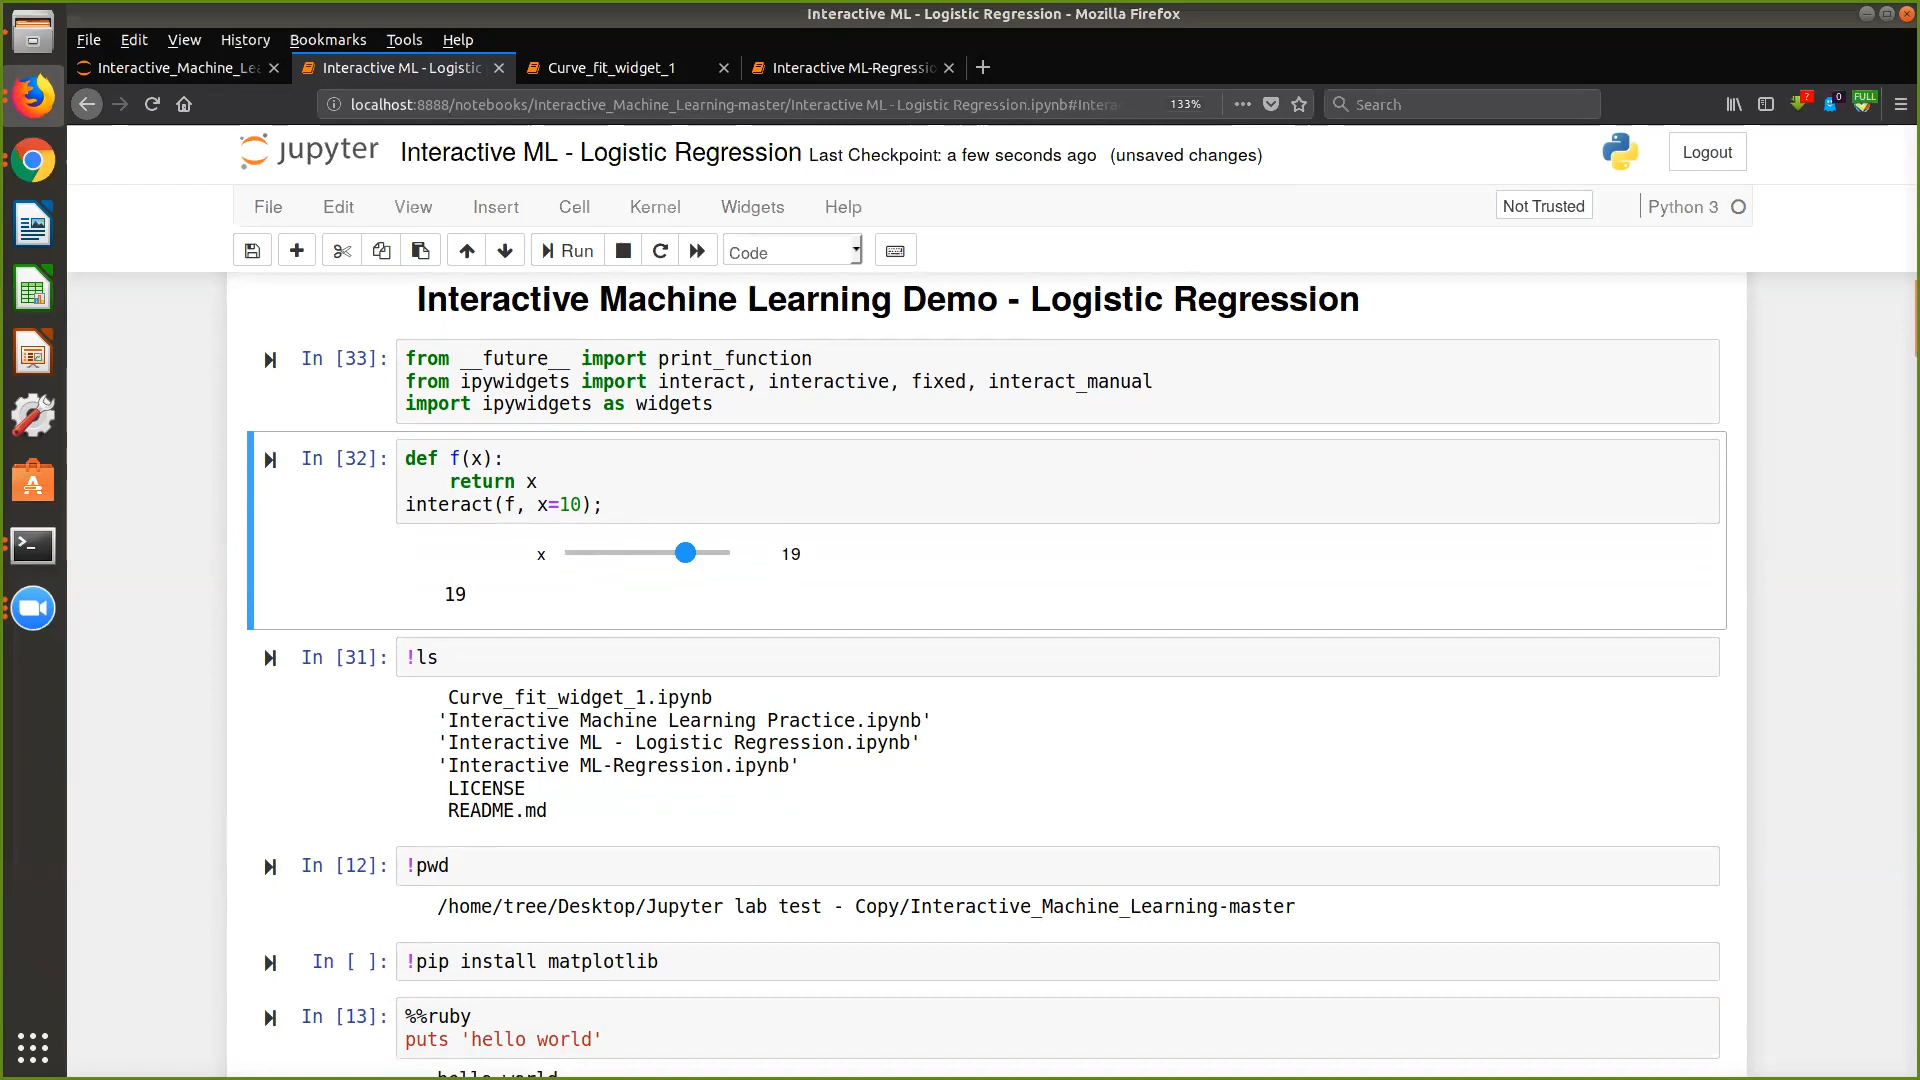 Interactive ML - Logistic Regression - Mozilla Firefox
File Edit View History Bookmarks Tools Help
Interactive_Machine_Le
Interactive ML - Logistic
Curve_fit_widget_1
Interactive ML-Regressio
localhost:8888/notebooks/Interactive_Machine_Learning-master/Interactive ML - Logistic Regression.ipynb#Intera
133%
Search
? 0 FULL
jupyter Interactive ML - Logistic Regression Last Checkpoint: a few seconds ago (unsaved changes)
Logout
File Edit View Insert Cell Kernel Widgets Help
Not Trusted
Python 3
Run
Code
Interactive Machine Learning Demo - Logistic Regression
In [33]: from __future__ import print_function
from ipywidgets import interact, interactive, fixed, interact_manual
import ipywidgets as widgets
In [32]: def f(x):
return x
interact(f, x=10);
x 19
19
In [31]: !ls
Curve_fit_widget_1.ipynb
'Interactive Machine Learning Practice.ipynb'
'Interactive ML - Logistic Regression.ipynb'
'Interactive ML-Regression.ipynb'
LICENSE
README.md
In [12]: !pwd
/home/tree/Desktop/Jupyter lab test - Copy/Interactive_Machine_Learning-master
In [ ]: !pip install matplotlib
In [13]: %%ruby
puts 'hello world'
hello world